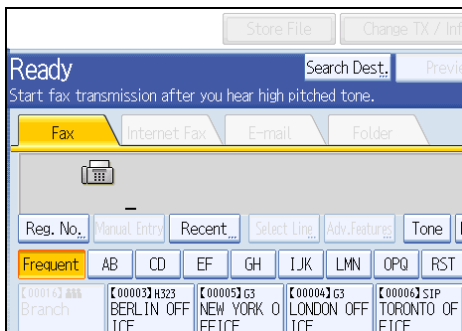 Store File Change TX / Inf
Ready Search Dest. Previe
Start fax transmission after you hear high pitched tone.
Fax Internet Fax E-mail Folder
Reg. No. Manual Entry Recent Select Line Adv.Features Tone
Frequent AB CD EF GH IJK LMN OPQ RST
【00016】 【00003】H323 【00005】G3 【00004】G3 【00006】SIP
Branch BERLIN OFF NEW YORK O LONDON OFF TORONTO OF
ICE FFICE ICE FICE